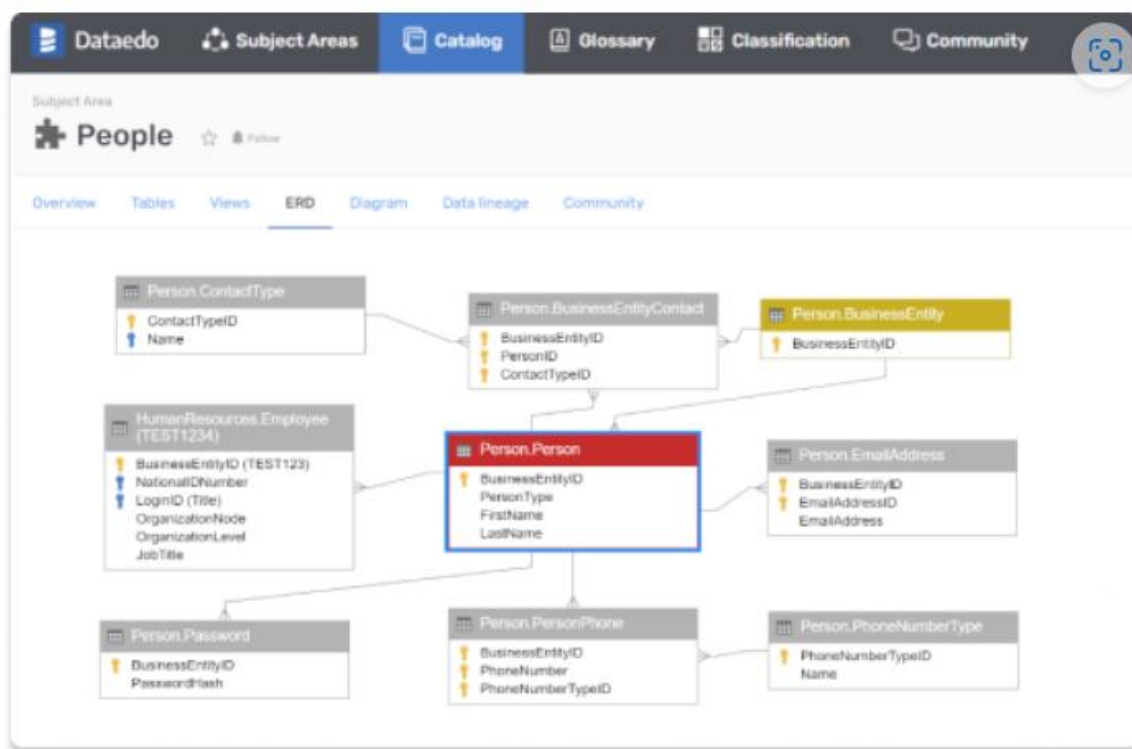 Dataedo
Subject Areas
Catalog
Glossary
Classification
Community
Subject Area
People
Follow
Overview
Tables
Views
ERD
Diagram
Data lineage
Community
Person.ContactType
ContactTypeID
Name
Person.BusinessEntityContact
BusinessEntityID
PersonID
ContactTypeID
Person.BusinessEntity
BusinessEntityID
HumanResources.Employee
(TEST1234)
BusinessEntityID (TEST123)
NationalIDNumber
LoginID (Title)
OrganizationNode
OrganizationLevel
JobTitle
Person.Person
BusinessEntityID
PersonType
FirstName
LastName
Person.EmailAddress
BusinessEntityID
EmailAddressID
EmailAddress
Person.Password
BusinessEntityID
PasswordHash
Person.PersonPhone
BusinessEntityID
PhoneNumber
PhoneNumberTypeID
Person.PhoneNumberType
PhoneNumberTypeID
Name